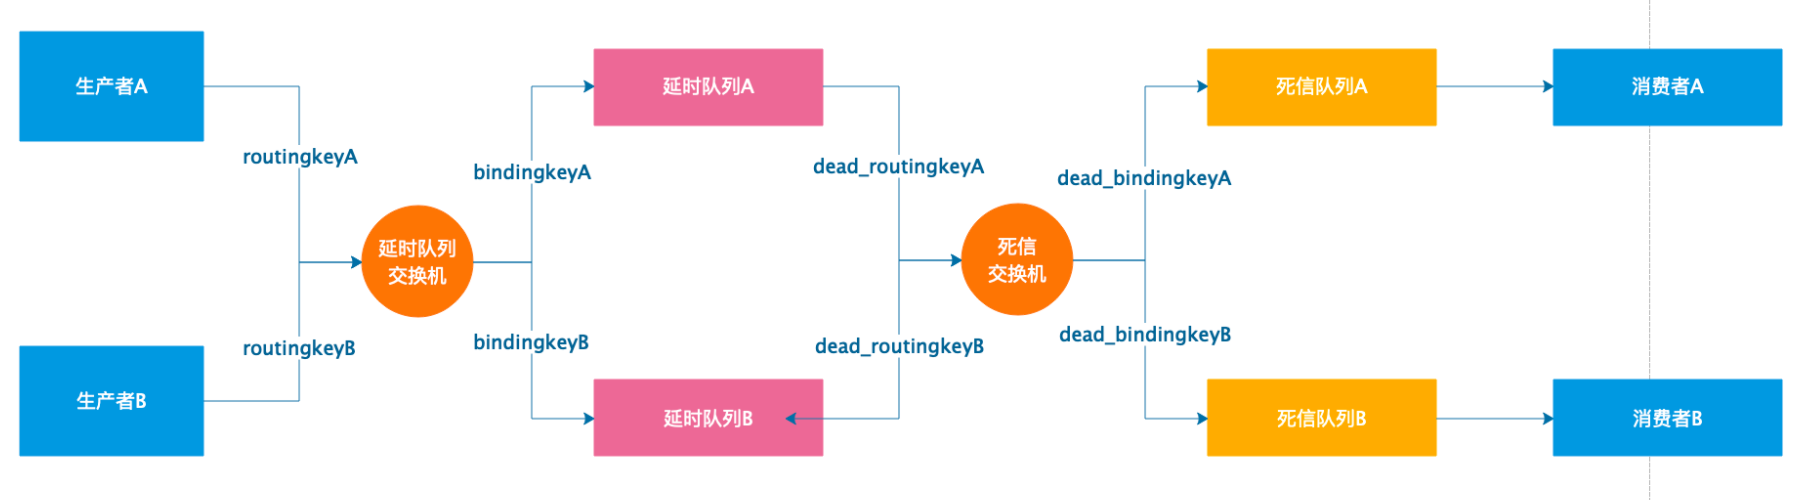 生产者A
routingkeyA
延时队列
交换机
routingkeyB
生产者B
bindingkeyA
bindingkeyB
延时队列A
延时队列B
dead_routingkeyA
dead_routingkeyB
死信
交换机
dead_bindingkeyA
dead_bindingkeyB
死信队列A
死信队列B
消费者A
消费者B